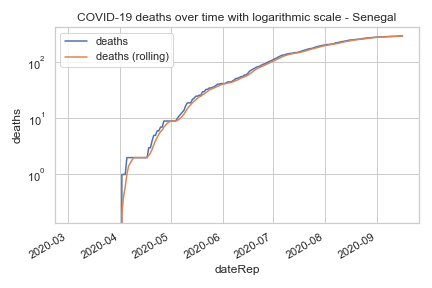 COVID-19 deaths over time with logarithmic scale - Senegal
deaths
deaths (rolling)
10²
10¹
10⁰
deaths
2020-03
2020-04
2020-05
2020-06
2020-07
2020-08
2020-09
dateRep